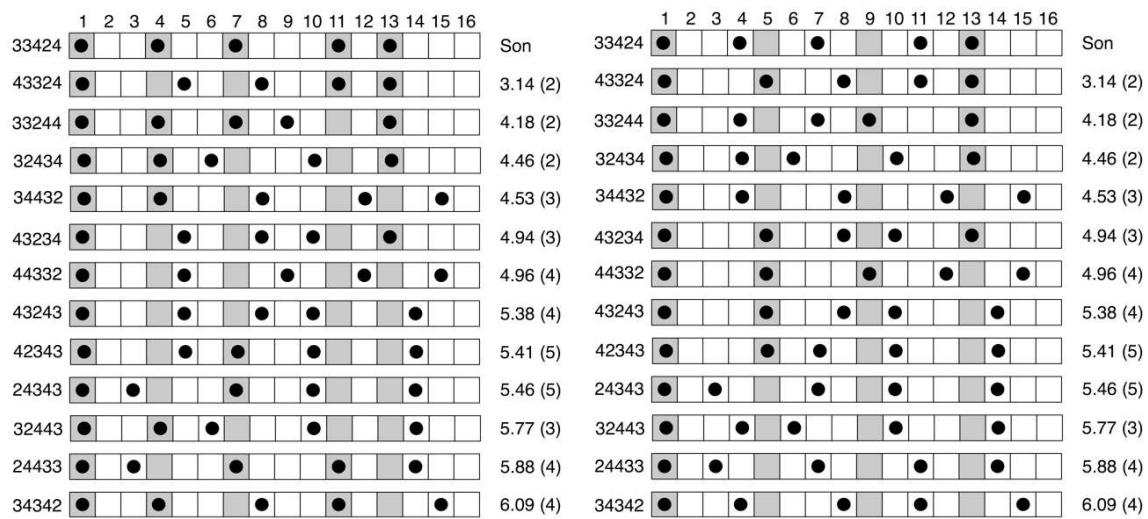 1 2 3 4 5 6 7 8 9 10 11 12 13 14 15 16
33424 Son
43324 3.14 (2)
33244 4.18 (2)
32434 4.46 (2)
34432 4.53 (3)
43234 4.94 (3)
44332 4.96 (4)
43243 5.38 (4)
42343 5.41 (5)
24343 5.46 (5)
32443 5.77 (3)
24433 5.88 (4)
34342 6.09 (4)
1 2 3 4 5 6 7 8 9 10 11 12 13 14 15 16
33424 Son
43324 3.14 (2)
33244 4.18 (2)
32434 4.46 (2)
34432 4.53 (3)
43234 4.94 (3)
44332 4.96 (4)
43243 5.38 (4)
42343 5.41 (5)
24343 5.46 (5)
32443 5.77 (3)
24433 5.88 (4)
34342 6.09 (4)